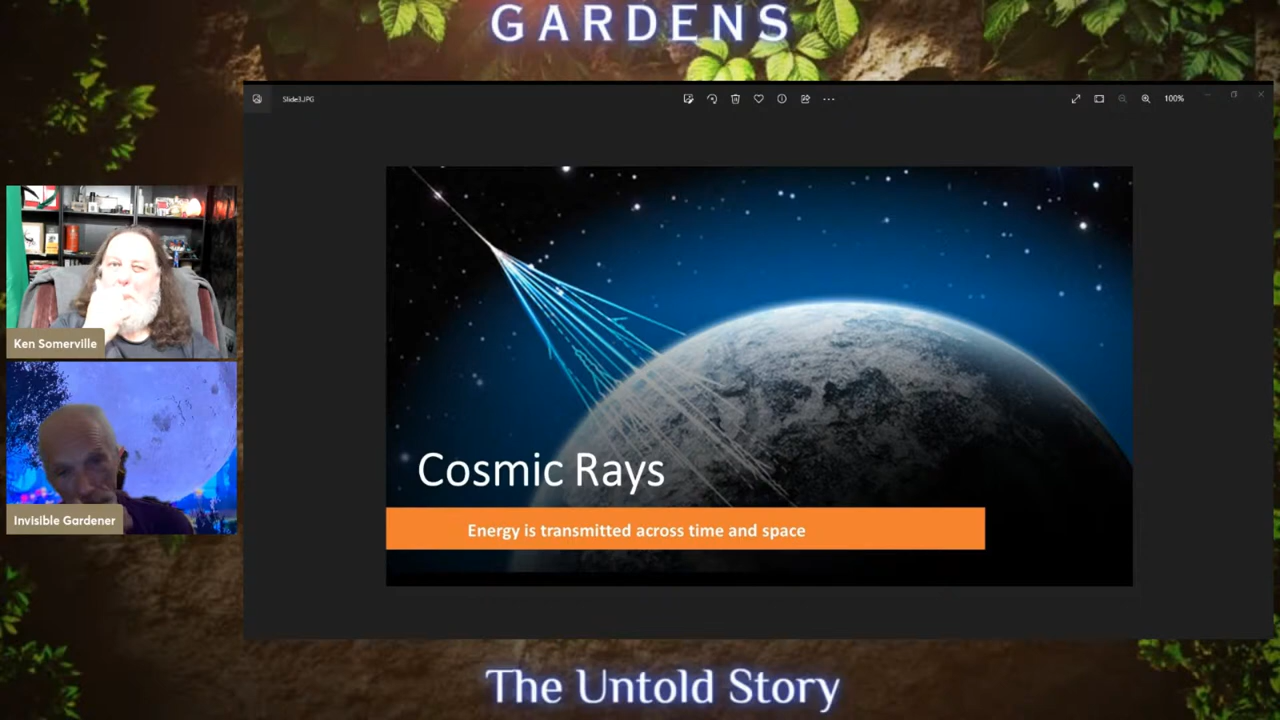 GARDENS
Slide3.JPG
100%
Ken Somerville
Cosmic Rays
Invisible Gardener
Energy is transmitted across time and space
The Untold Story